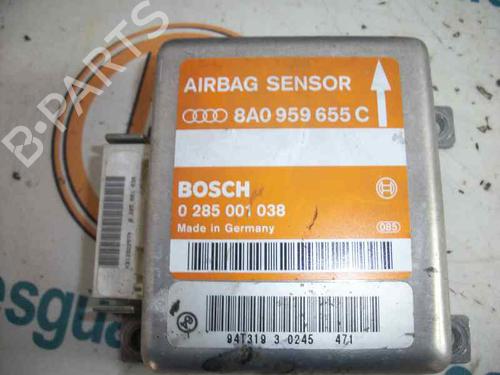 AIRBAG SENSOR
8A0 959 655 C
BOSCH
0 285 001 038
Made in Germany
085
94T319 3 0245 471
B-PARTS